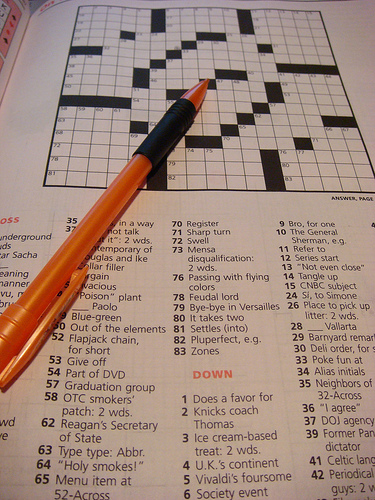 ANSWER, PAGE
OSS
underground
uds
tar Sacha
meaning
manner
35 in a way
37 not talk
it": 2 wds.
temporary of
uglas and Ike
llar filler
rgain
vacious
Poison" plant
Paolo
9 Blue-green
50 Out of the elements
52 Flapjack chain,
for short
53 Give off
54 Part of DVD
57 Graduation group
58 OTC smokers'
patch: 2 wds.
62 Reagan's Secretary
of State
63 Type type: Abbr.
64 "Holy smokes!"
65 Menu item at
52-Across
70 Register
71 Sharp turn
72 Swell
73 Mensa
disqualification:
2 wds.
76 Passing with flying
colors
78 Feudal lord
79 Bye-bye in Versailles
80 It takes two
81 Settles (into)
82 Pluperfect, e.g.
83 Zones
DOWN
1 Does a favor for
2 Knicks coach
Thomas
3 Ice cream-based
treat: 2 wds.
4 U.K.'s continent
5 Vivaldi's foursome
6 Society event
9 Bro, for one
10 The General
Sherman, e.g.
11 Refer to
12 Series start
13 "Not even close"
14 Tangle up
15 CNBC subject
24 Sí, to Simone
26 Place to pick up
litter: 2 wds.
28 ___ Vallarta
29 Barnyard remar
30 Deli order, for s
33 Poke fun at
34 Alias initials
35 Neighbors of
32-Across
36 "I agree"
37 DOJ agency
39 Former Pan
dictator
41 Celtic lang
42 Periodical
guys: 2 w